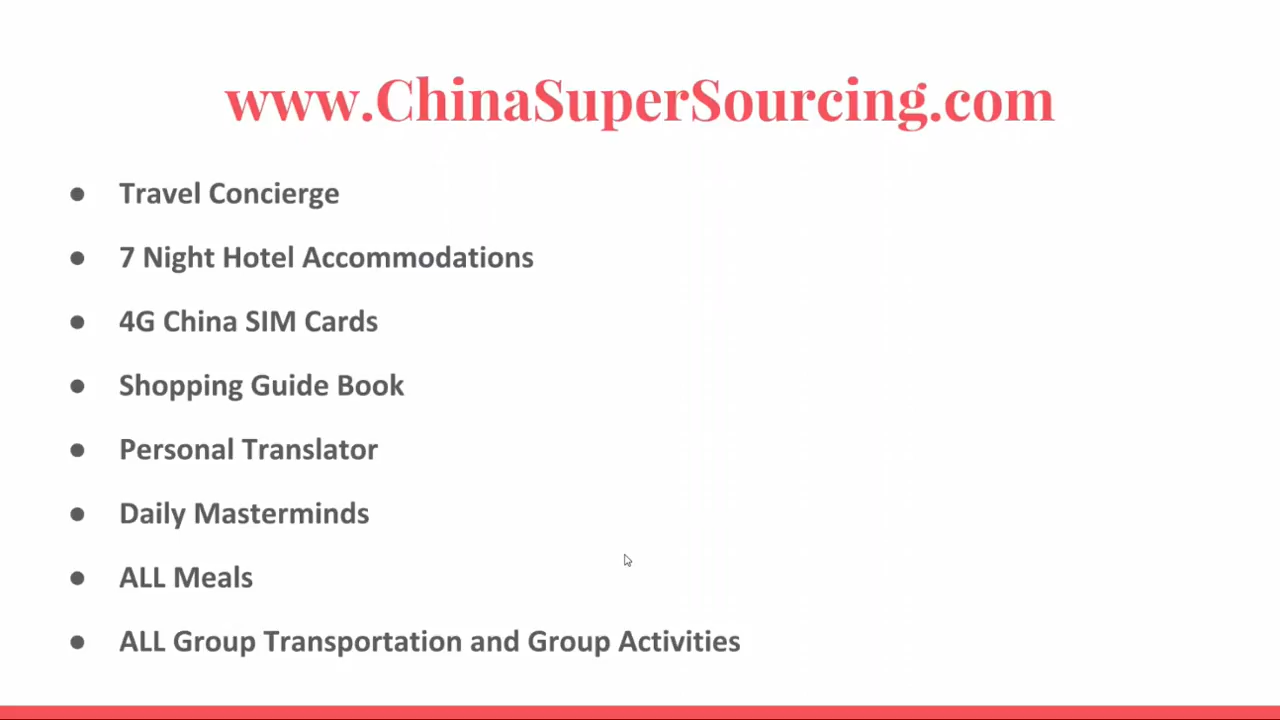 www.ChinaSuperSourcing.com
● Travel Concierge
● 7 Night Hotel Accommodations
● 4G China SIM Cards
● Shopping Guide Book
● Personal Translator
● Daily Masterminds
● ALL Meals
● ALL Group Transportation and Group Activities